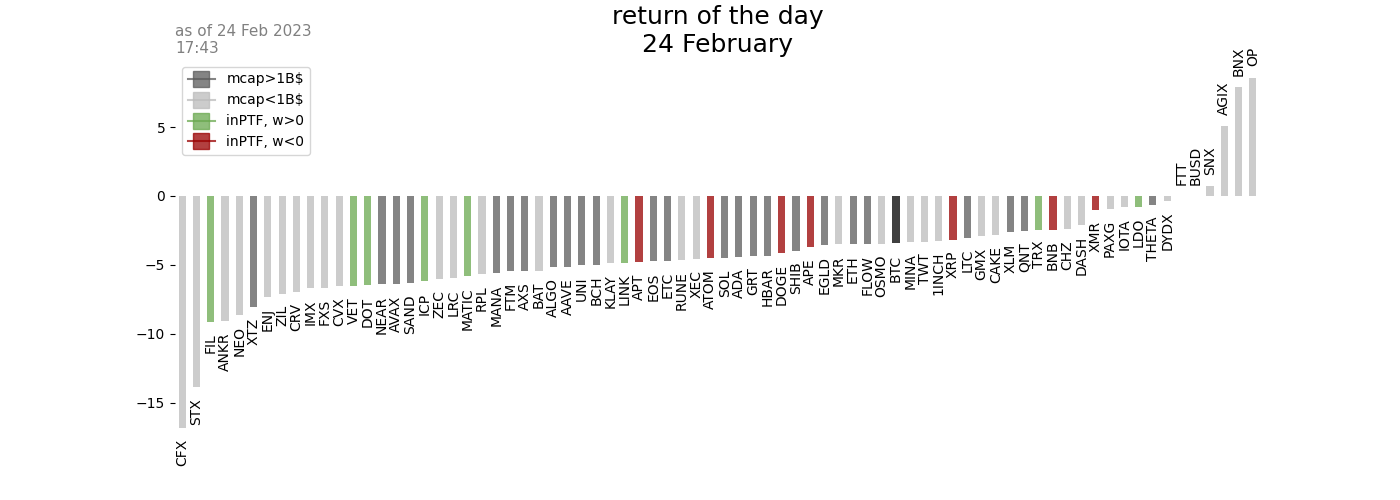 return of the day
24 February
as of 24 Feb 2023
17:43
mcap>1B$
mcap<1B$
inPTF, w>0
inPTF, w<0
5
0
−5
−10
−15
CFX
STX
FIL
ANKR
NEO
XTZ
ENJ
ZIL
CRV
IMX
FXS
CVX
VET
DOT
NEAR
AVAX
SAND
ICP
ZEC
LRC
MATIC
RPL
MANA
FTM
AXS
BAT
ALGO
AAVE
UNI
BCH
KLAY
LINK
APT
EOS
ETC
RUNE
XEC
ATOM
SOL
ADA
GRT
HBAR
DOGE
SHIB
APE
EGLD
MKR
ETH
FLOW
OSMO
BTC
MINA
TWT
1INCH
XRP
LTC
GMX
CAKE
XLM
QNT
TRX
BNB
CHZ
DASH
XMR
PAXG
IOTA
LDO
THETA
DYDX
FTT
BUSD
SNX
AGIX
BNX
OP